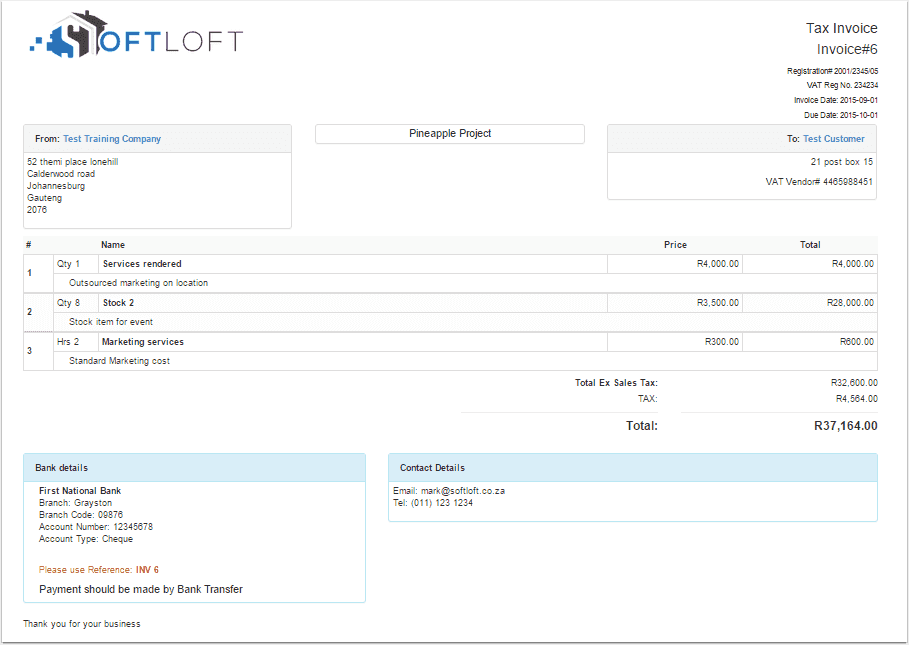 SOFTLOFT
Tax Invoice
Invoice#6
Registration# 2001/2345/05
VAT Reg No. 234234
Invoice Date: 2015-09-01
Due Date: 2015-10-01
From: Test Training Company
52 themi place lonehill
Calderwood road
Johannesburg
Gauteng
2076
Pineapple Project
To: Test Customer
21 post box 15
VAT Vendor# 4465988451
# Name Price Total
1 Qty 1 Services rendered R4,000.00 R4,000.00
Outsourced marketing on location
2 Qty 8 Stock 2 R3,500.00 R28,000.00
Stock item for event
3 Hrs 2 Marketing services R300.00 R600.00
Standard Marketing cost
Total Ex Sales Tax: R32,600.00
TAX: R4,564.00
Total: R37,164.00
Bank details
First National Bank
Branch: Grayston
Branch Code: 09876
Account Number: 12345678
Account Type: Cheque
Please use Reference: INV 6
Payment should be made by Bank Transfer
Contact Details
Email: mark@softloft.co.za
Tel: (011) 123 1234
Thank you for your business